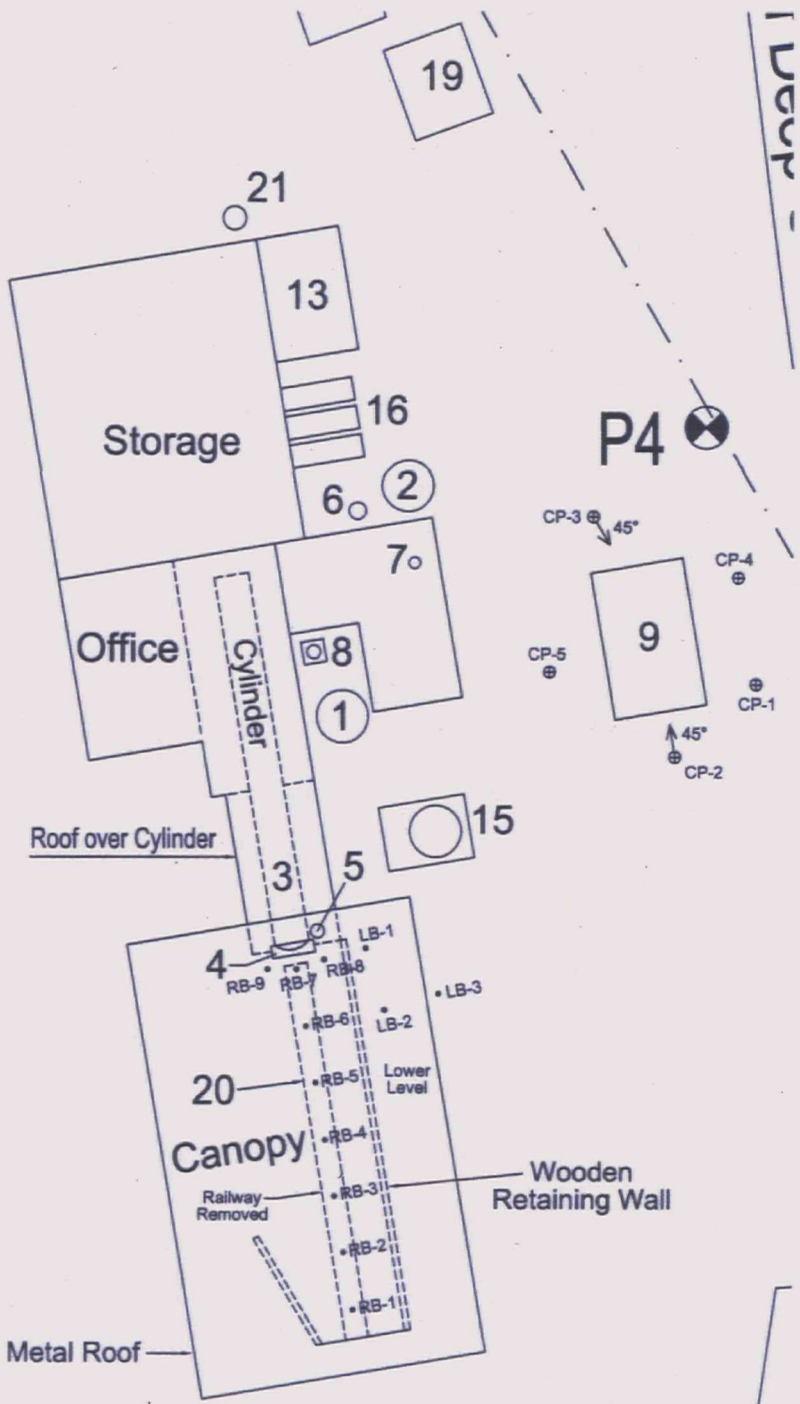 19
21
13
16
Storage
P4
2
6
CP-3
45°
7
CP-4
Office
Cylinder
8
9
CP-5
1
CP-1
45°
CP-2
15
Roof over Cylinder
3
5
LB-1
4
RB-8
RB-9
RB-7
LB-3
RB-6
LB-2
20
RB-5
Lower
Level
Canopy
RB-4
Railway
Removed
RB-3
Wooden
Retaining Wall
RB-2
RB-1
Metal Roof